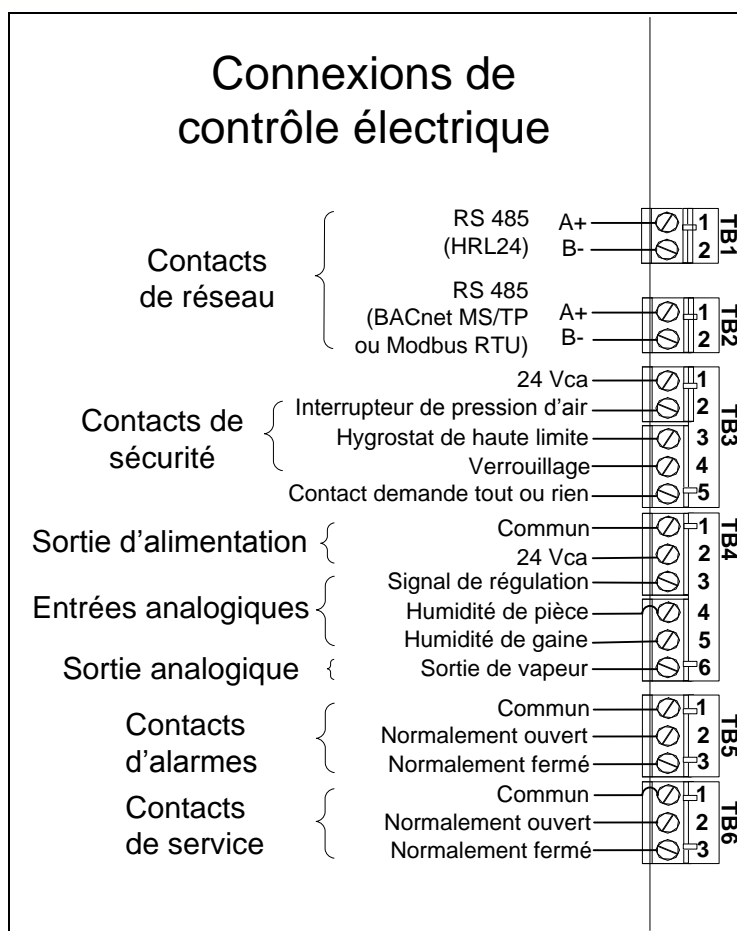 Connexions de
contrôle électrique
Contacts
de réseau
RS 485
(HRL24)
A+
B-
1
2
TB1
RS 485
(BACnet MS/TP
ou Modbus RTU)
A+
B-
1
2
TB2
Contacts de
sécurité
24 Vca
1
Interrupteur de pression d'air
2
Hygrostat de haute limite
3
Verrouillage
4
Contact demande tout ou rien
5
TB3
Sortie d'alimentation
Commun
1
24 Vca
2
Entrées analogiques
Signal de régulation
3
Humidité de pièce
4
Humidité de gaine
5
Sortie analogique
Sortie de vapeur
6
TB4
Contacts
d'alarmes
Commun
1
Normalement ouvert
2
Normalement fermé
3
TB5
Contacts
de service
Commun
1
Normalement ouvert
2
Normalement fermé
3
TB6